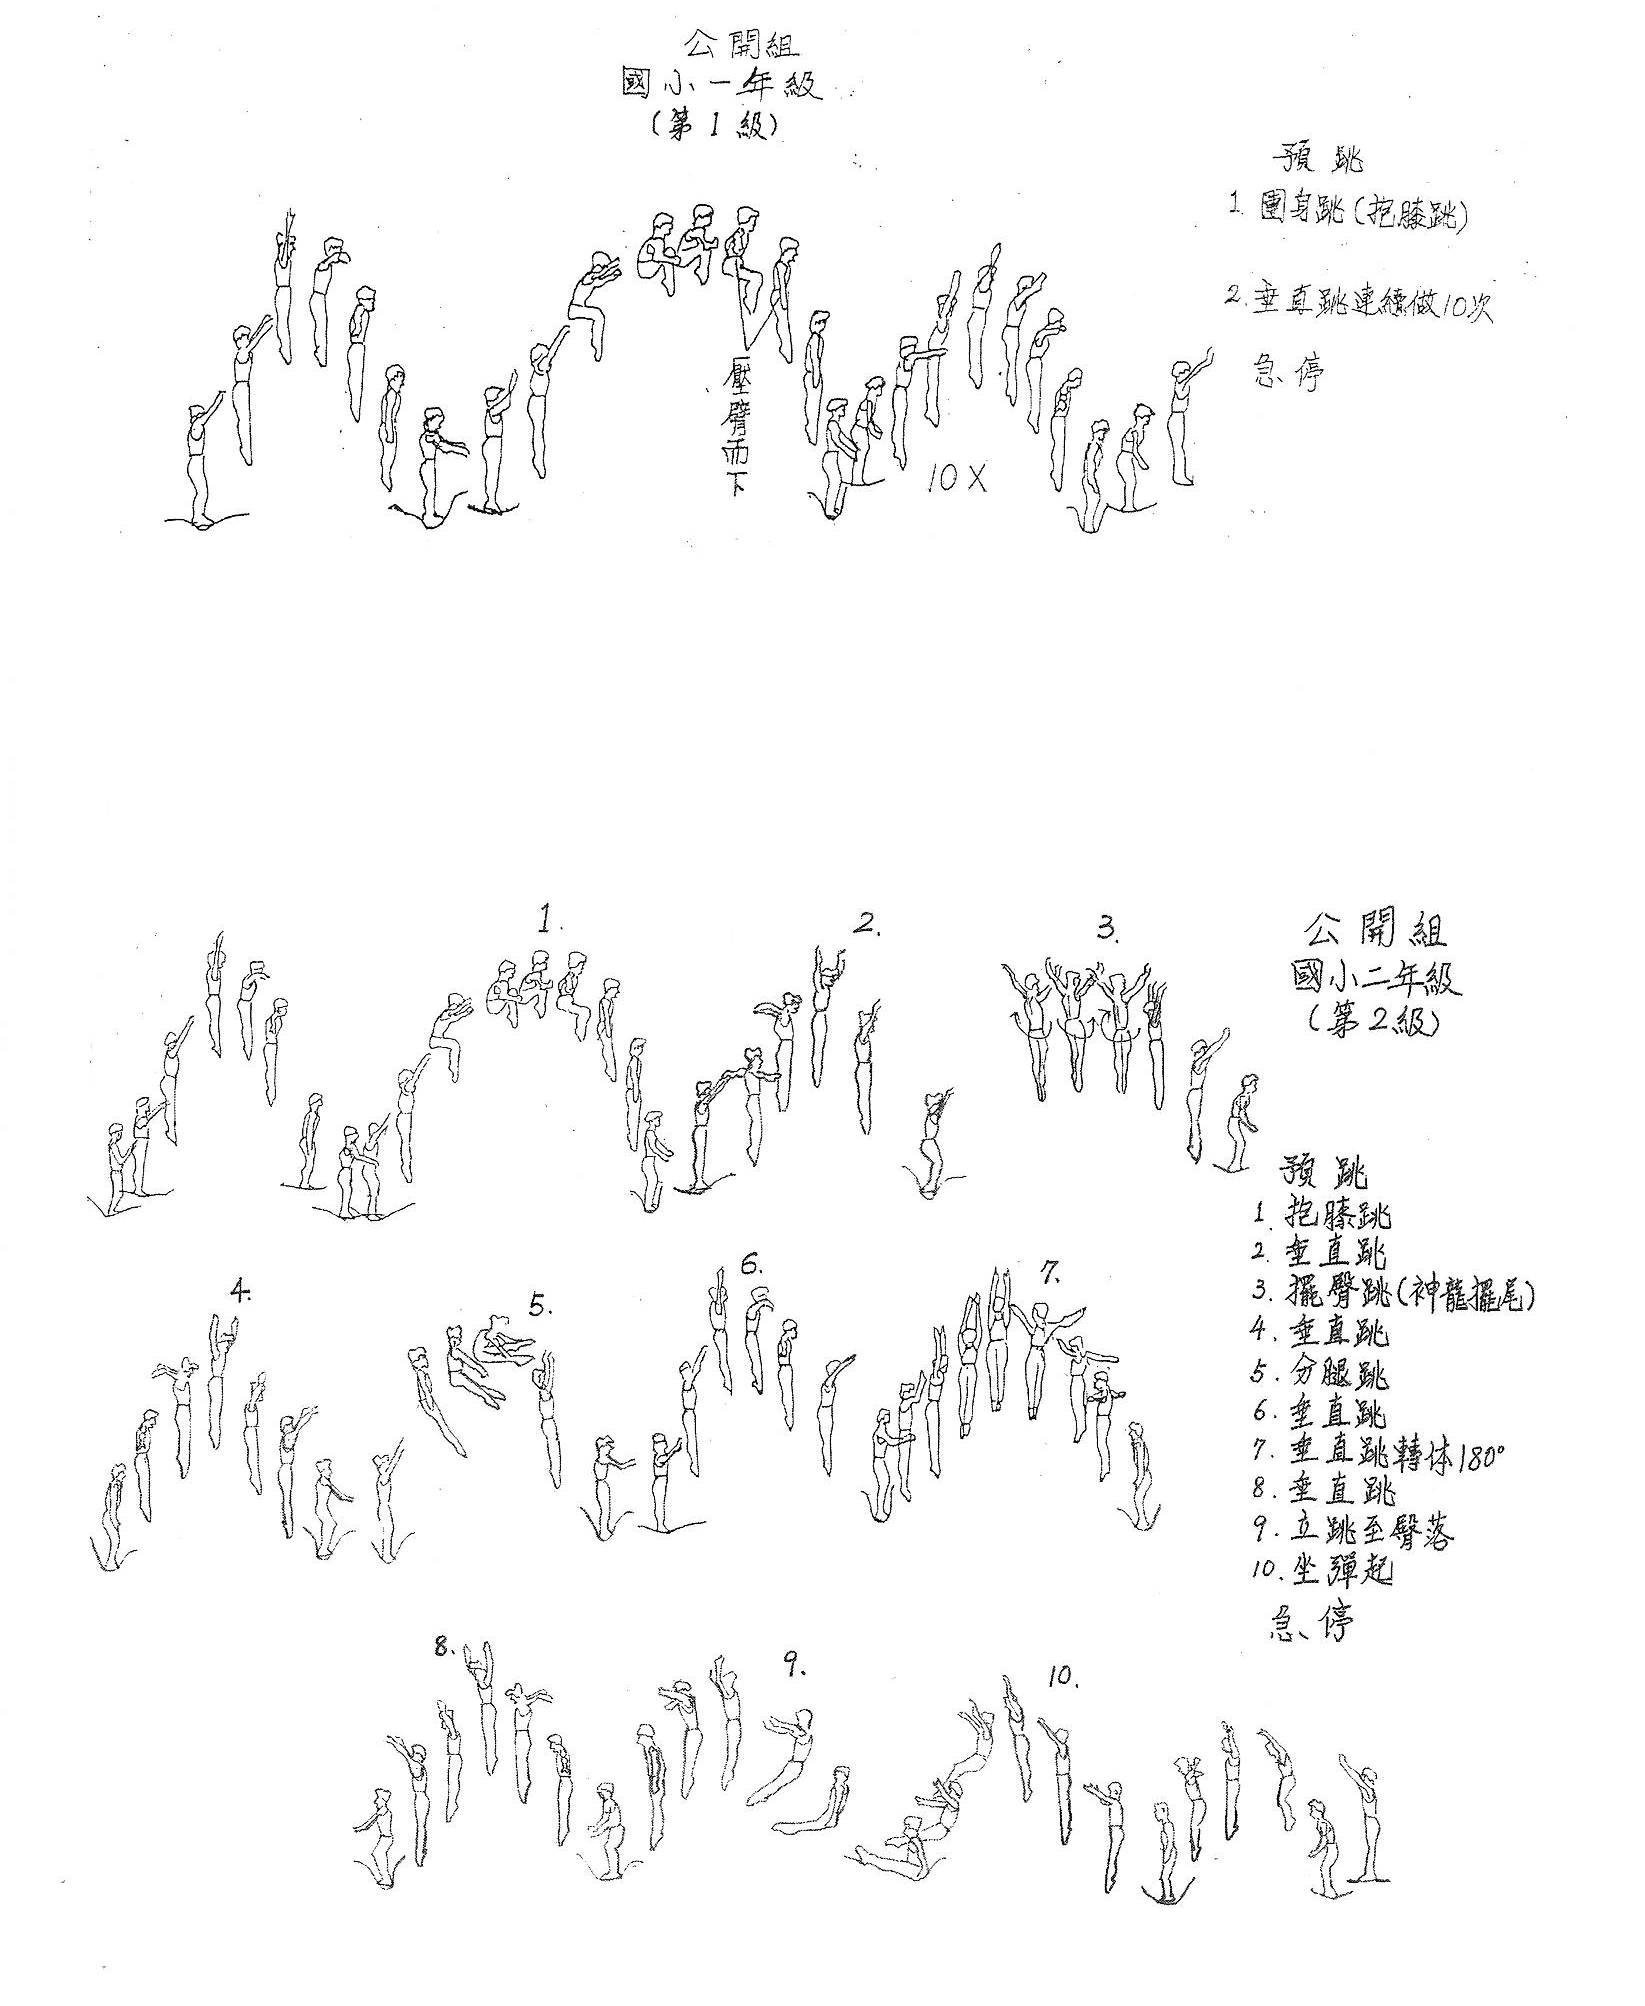 公開組
國小一年級
(第1級)
預跳
1. 團身跳(抱膝跳)
2. 垂直跳連續做10次
急停
壓臂而下
10X
1.
2.
3.
公開組
國小二年級
(第2級)
預跳
1. 抱膝跳
2. 垂直跳
3. 擺臀跳(神龍擺尾)
4. 垂直跳
5. 分腿跳
6. 垂直跳
7. 垂直跳轉体180°
8. 垂直跳
9. 立跳至臀落
10. 坐彈起
急停
4.
5.
6.
7.
8.
9.
10.